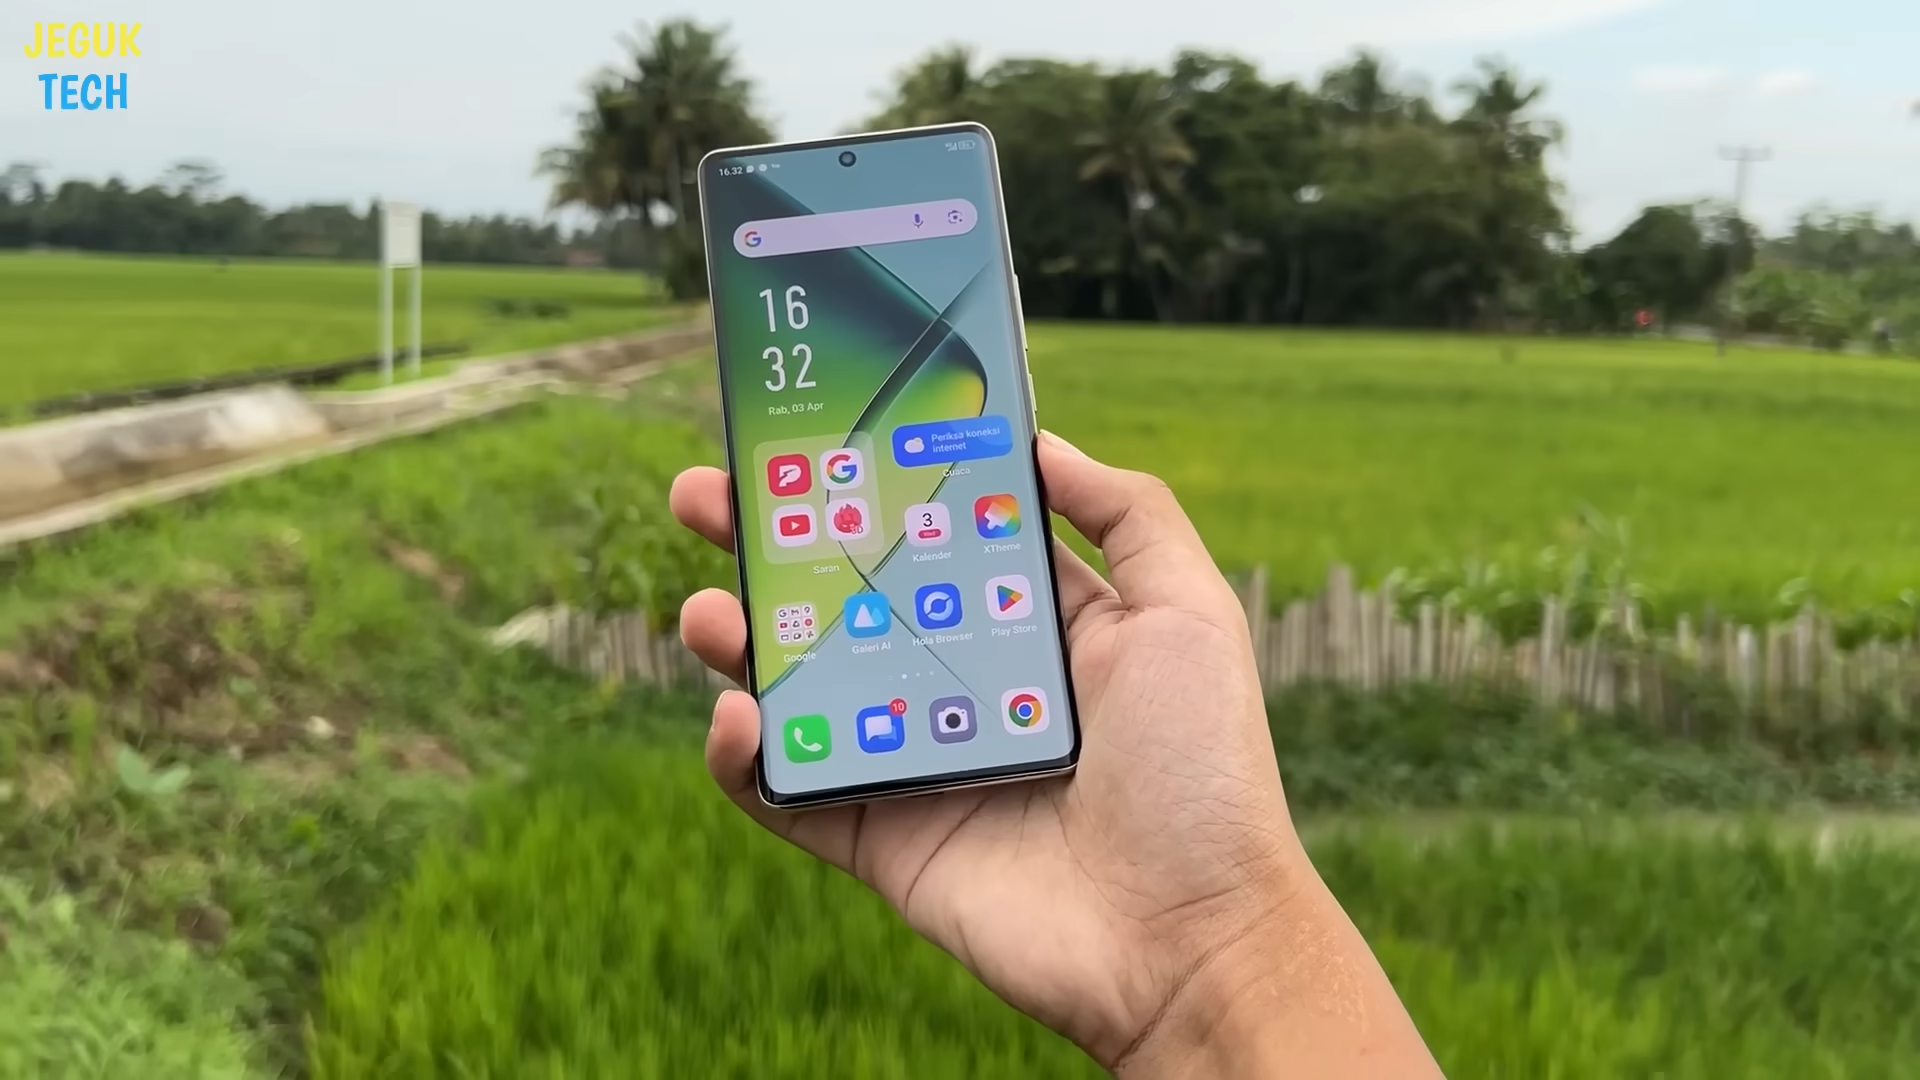 JEGUK
TECH
16.32
16
32
Rab, 03 Apr
Periksa koneksi
internet
Cuaca
3
Kalender
XTheme
Saran
Google
Galeri AI
Hola Browser
Play Store
10